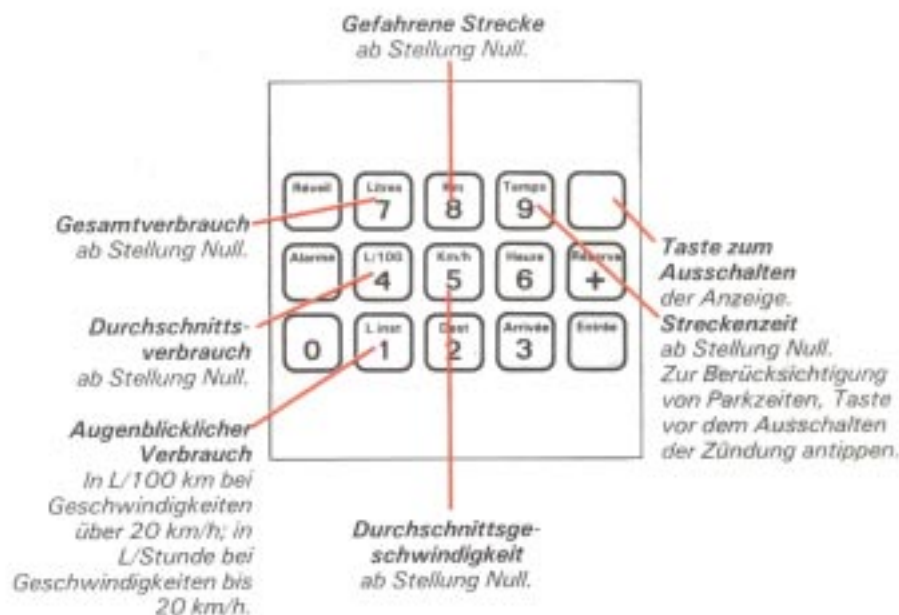 Gefahrene Strecke
ab Stellung Null.
Réveil
Litres
7
Km
8
Temps
9
Gesamtverbrauch
ab Stellung Null.
Alarme
L/100
4
Km/h
5
Heure
6
Réserve
+
Taste zum
Ausschalten
der Anzeige.
Durchschnitts-
verbrauch
ab Stellung Null.
0
L inst
1
Dest
2
Arrivée
3
Entrée
Streckenzeit
ab Stellung Null.
Zur Berücksichtigung
von Parkzeiten, Taste
vor dem Ausschalten
der Zündung antippen.
Augenblicklicher
Verbrauch
In L/100 km bei
Geschwindigkeiten
über 20 km/h; in
L/Stunde bei
Geschwindigkeiten bis
20 km/h.
Durchschnittsge-
schwindigkeit
ab Stellung Null.